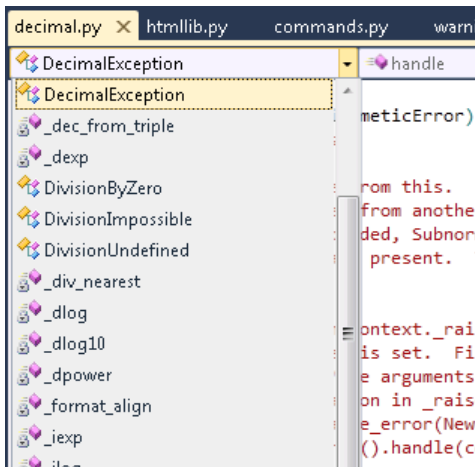 decimal.py htmllib.py commands.py warn
DecimalException handle
DecimalException
_dec_from_triple
_dexp
DivisionByZero
DivisionImpossible
DivisionUndefined
_div_nearest
_dlog
_dlog10
_dpower
_format_align
_iexp
_ilog
meticError)
rom this.
from anothe
ded, Subnor
present.
ontext._rai
is set. Fi
e arguments
on in _rais
e_error(New
().handle(c